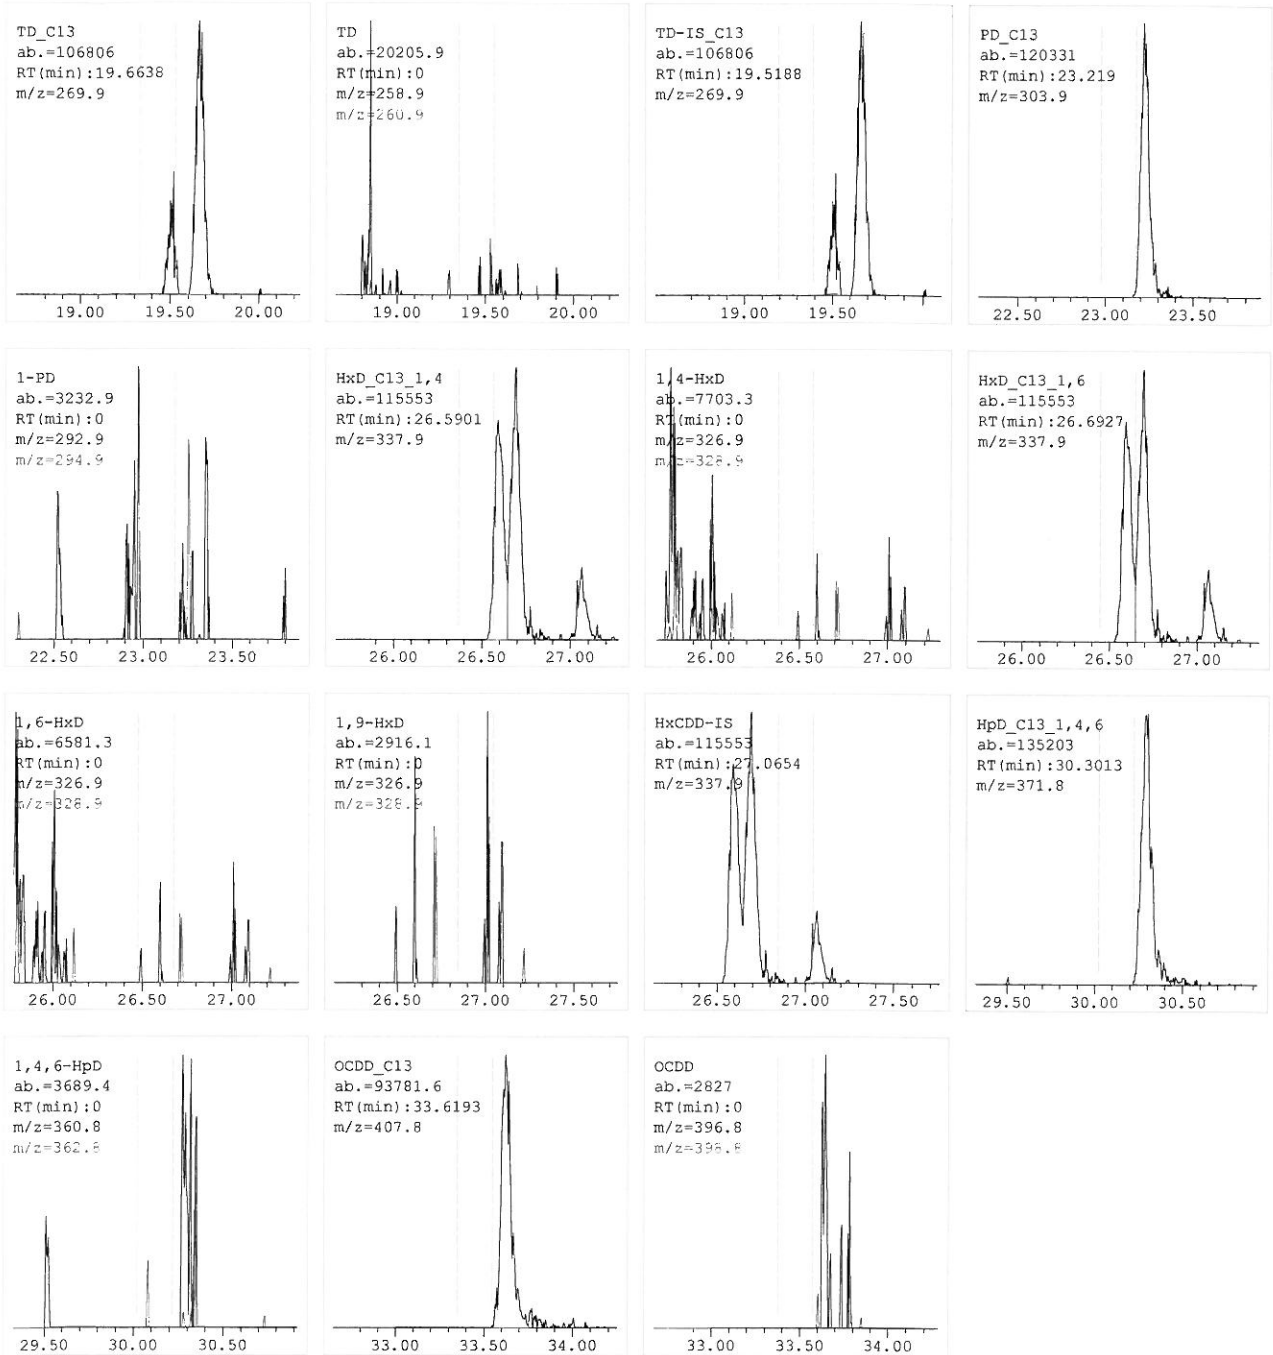 TD_C13
ab.=106806
RT(min):19.6638
m/z=269.9
19.00 19.50 20.00
TD
ab.=20205.9
RT(min):0
m/z=258.9
m/z=260.9
19.00 19.50 20.00
TD-IS_C13
ab.=106806
RT(min):19.5188
m/z=269.9
19.00 19.50
PD_C13
ab.=120331
RT(min):23.219
m/z=303.9
22.50 23.00 23.50
1-PD
ab.=3232.9
RT(min):0
m/z=292.9
m/z=294.9
22.50 23.00 23.50
HxD_C13_1,4
ab.=115553
RT(min):26.5901
m/z=337.9
26.00 26.50 27.00
1,4-HxD
ab.=7703.3
RT(min):0
m/z=326.9
m/z=328.9
26.00 26.50 27.00
HxD_C13_1,6
ab.=115553
RT(min):26.6927
m/z=337.9
26.00 26.50 27.00
1,6-HxD
ab.=6581.3
RT(min):0
m/z=326.9
m/z=328.9
26.00 26.50 27.00
1,9-HxD
ab.=2916.1
RT(min):0
m/z=326.9
m/z=328.9
26.50 27.00 27.50
HxCDD-IS
ab.=115553
RT(min):27.0654
m/z=337.9
26.50 27.00 27.50
HpD_C13_1,4,6
ab.=135203
RT(min):30.3013
m/z=371.8
29.50 30.00 30.50
1,4,6-HpD
ab.=3689.4
RT(min):0
m/z=360.8
m/z=362.8
29.50 30.00 30.50
OCDD_C13
ab.=93781.6
RT(min):33.6193
m/z=407.8
33.00 33.50 34.00
OCDD
ab.=2827
RT(min):0
m/z=396.8
m/z=398.8
33.00 33.50 34.00